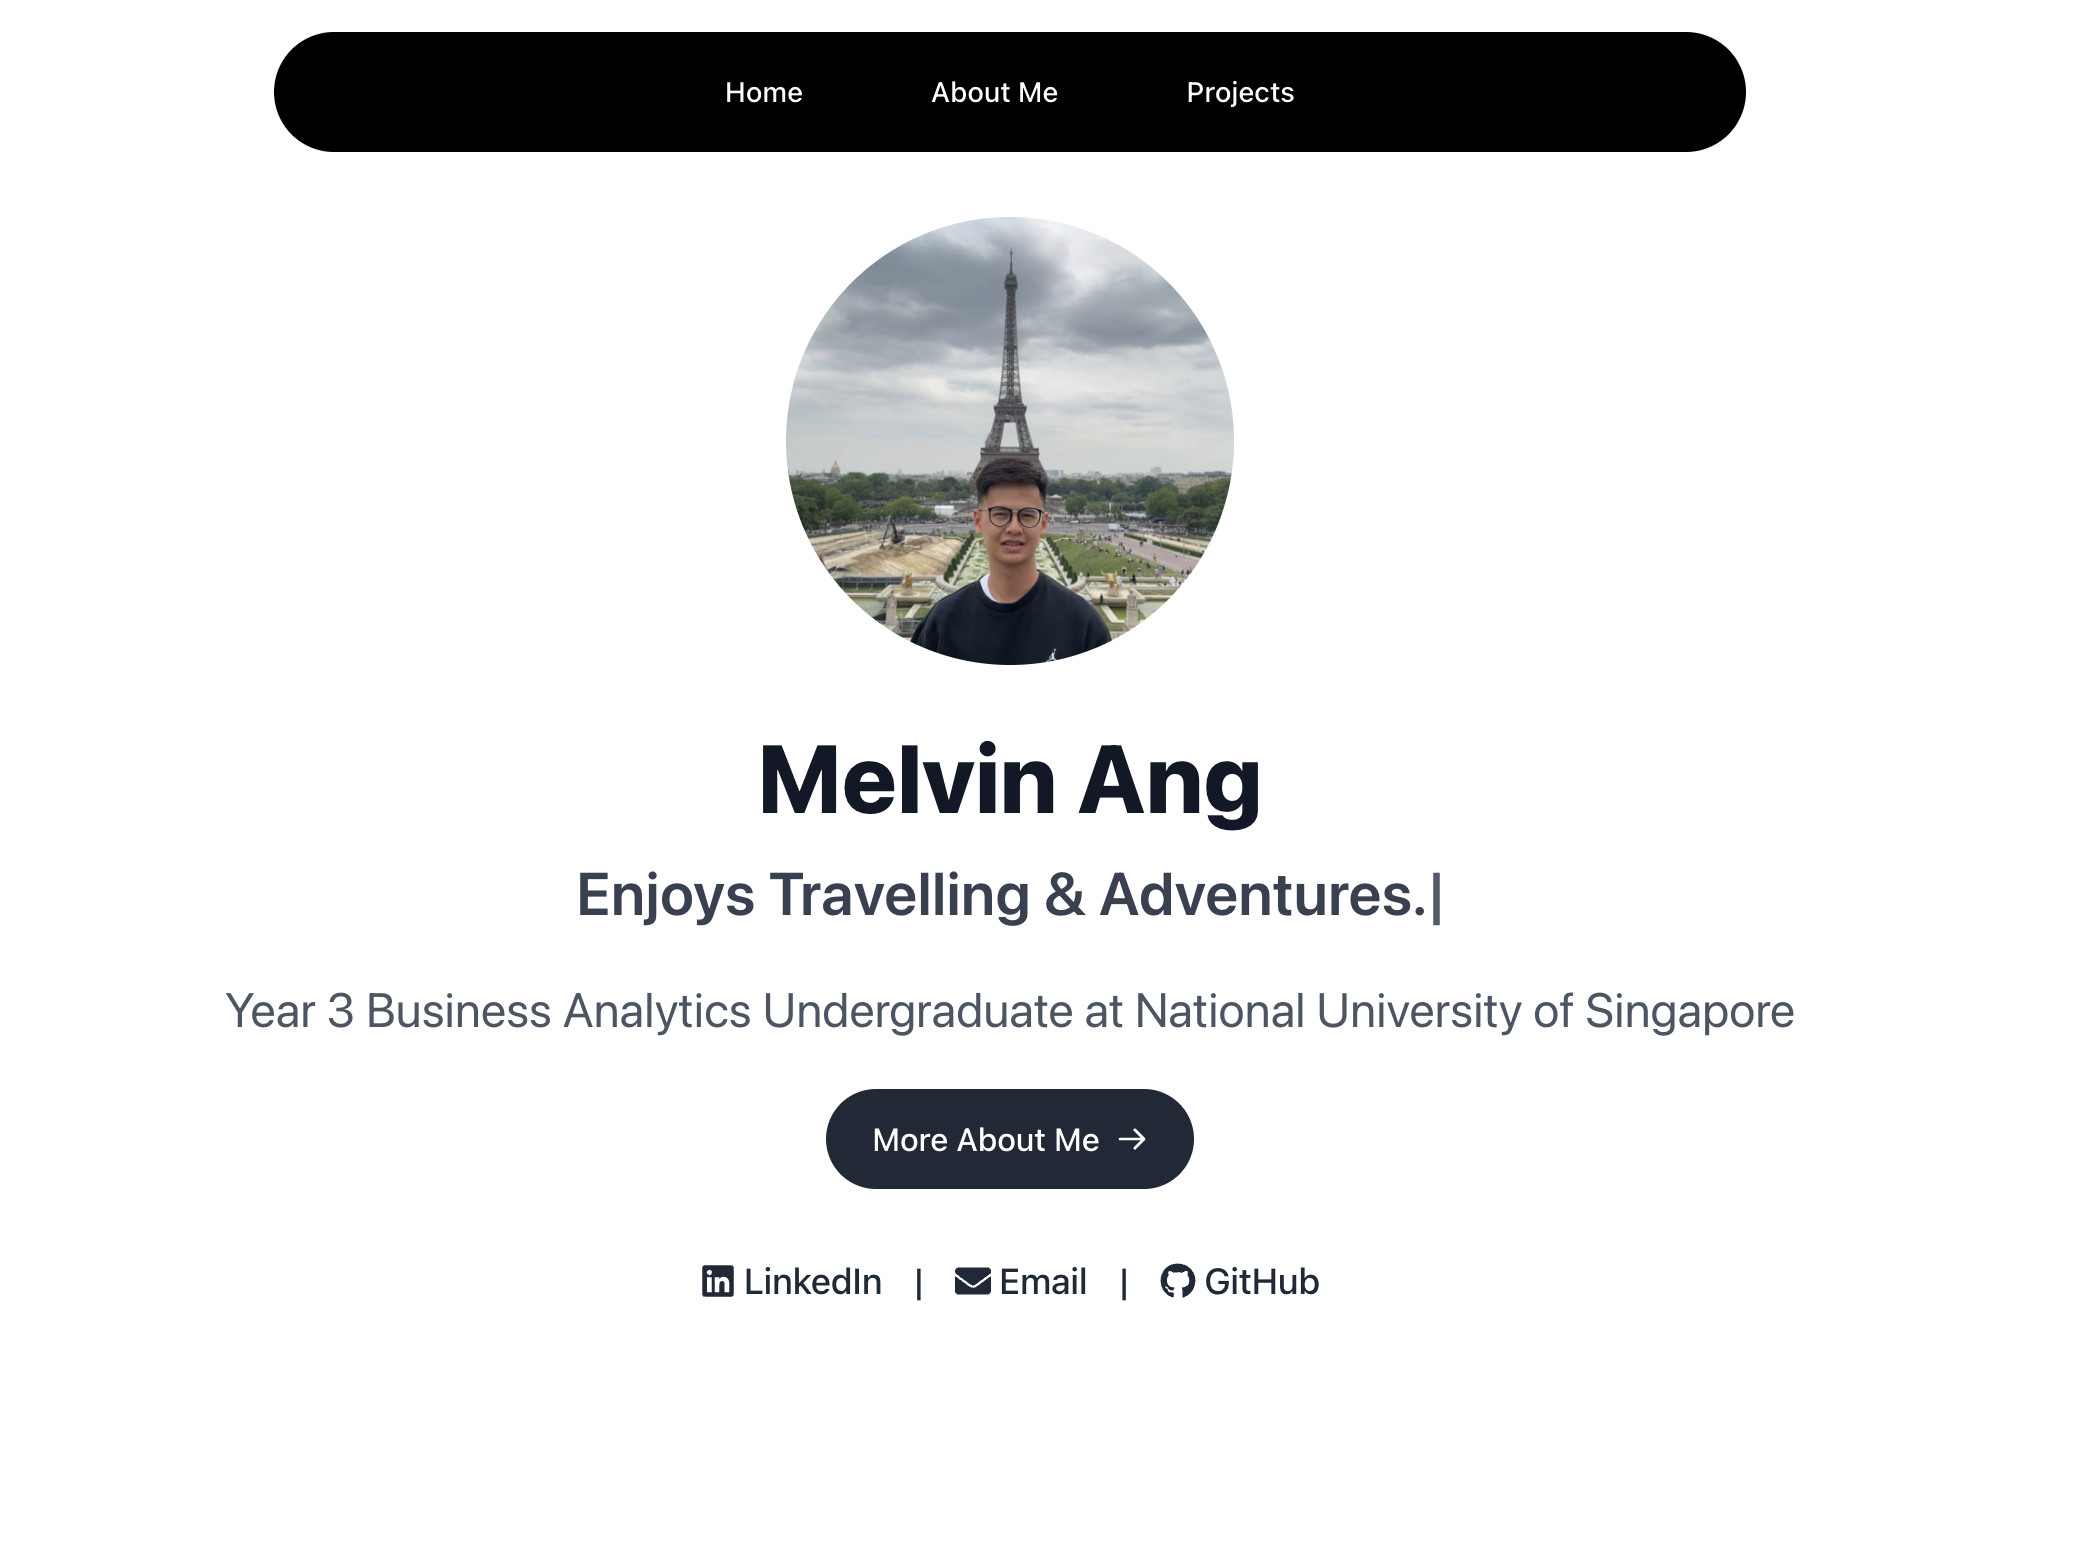 Home About Me Projects
Melvin Ang
Enjoys Travelling & Adventures.|
Year 3 Business Analytics Undergraduate at National University of Singapore
More About Me →
LinkedIn | Email | GitHub